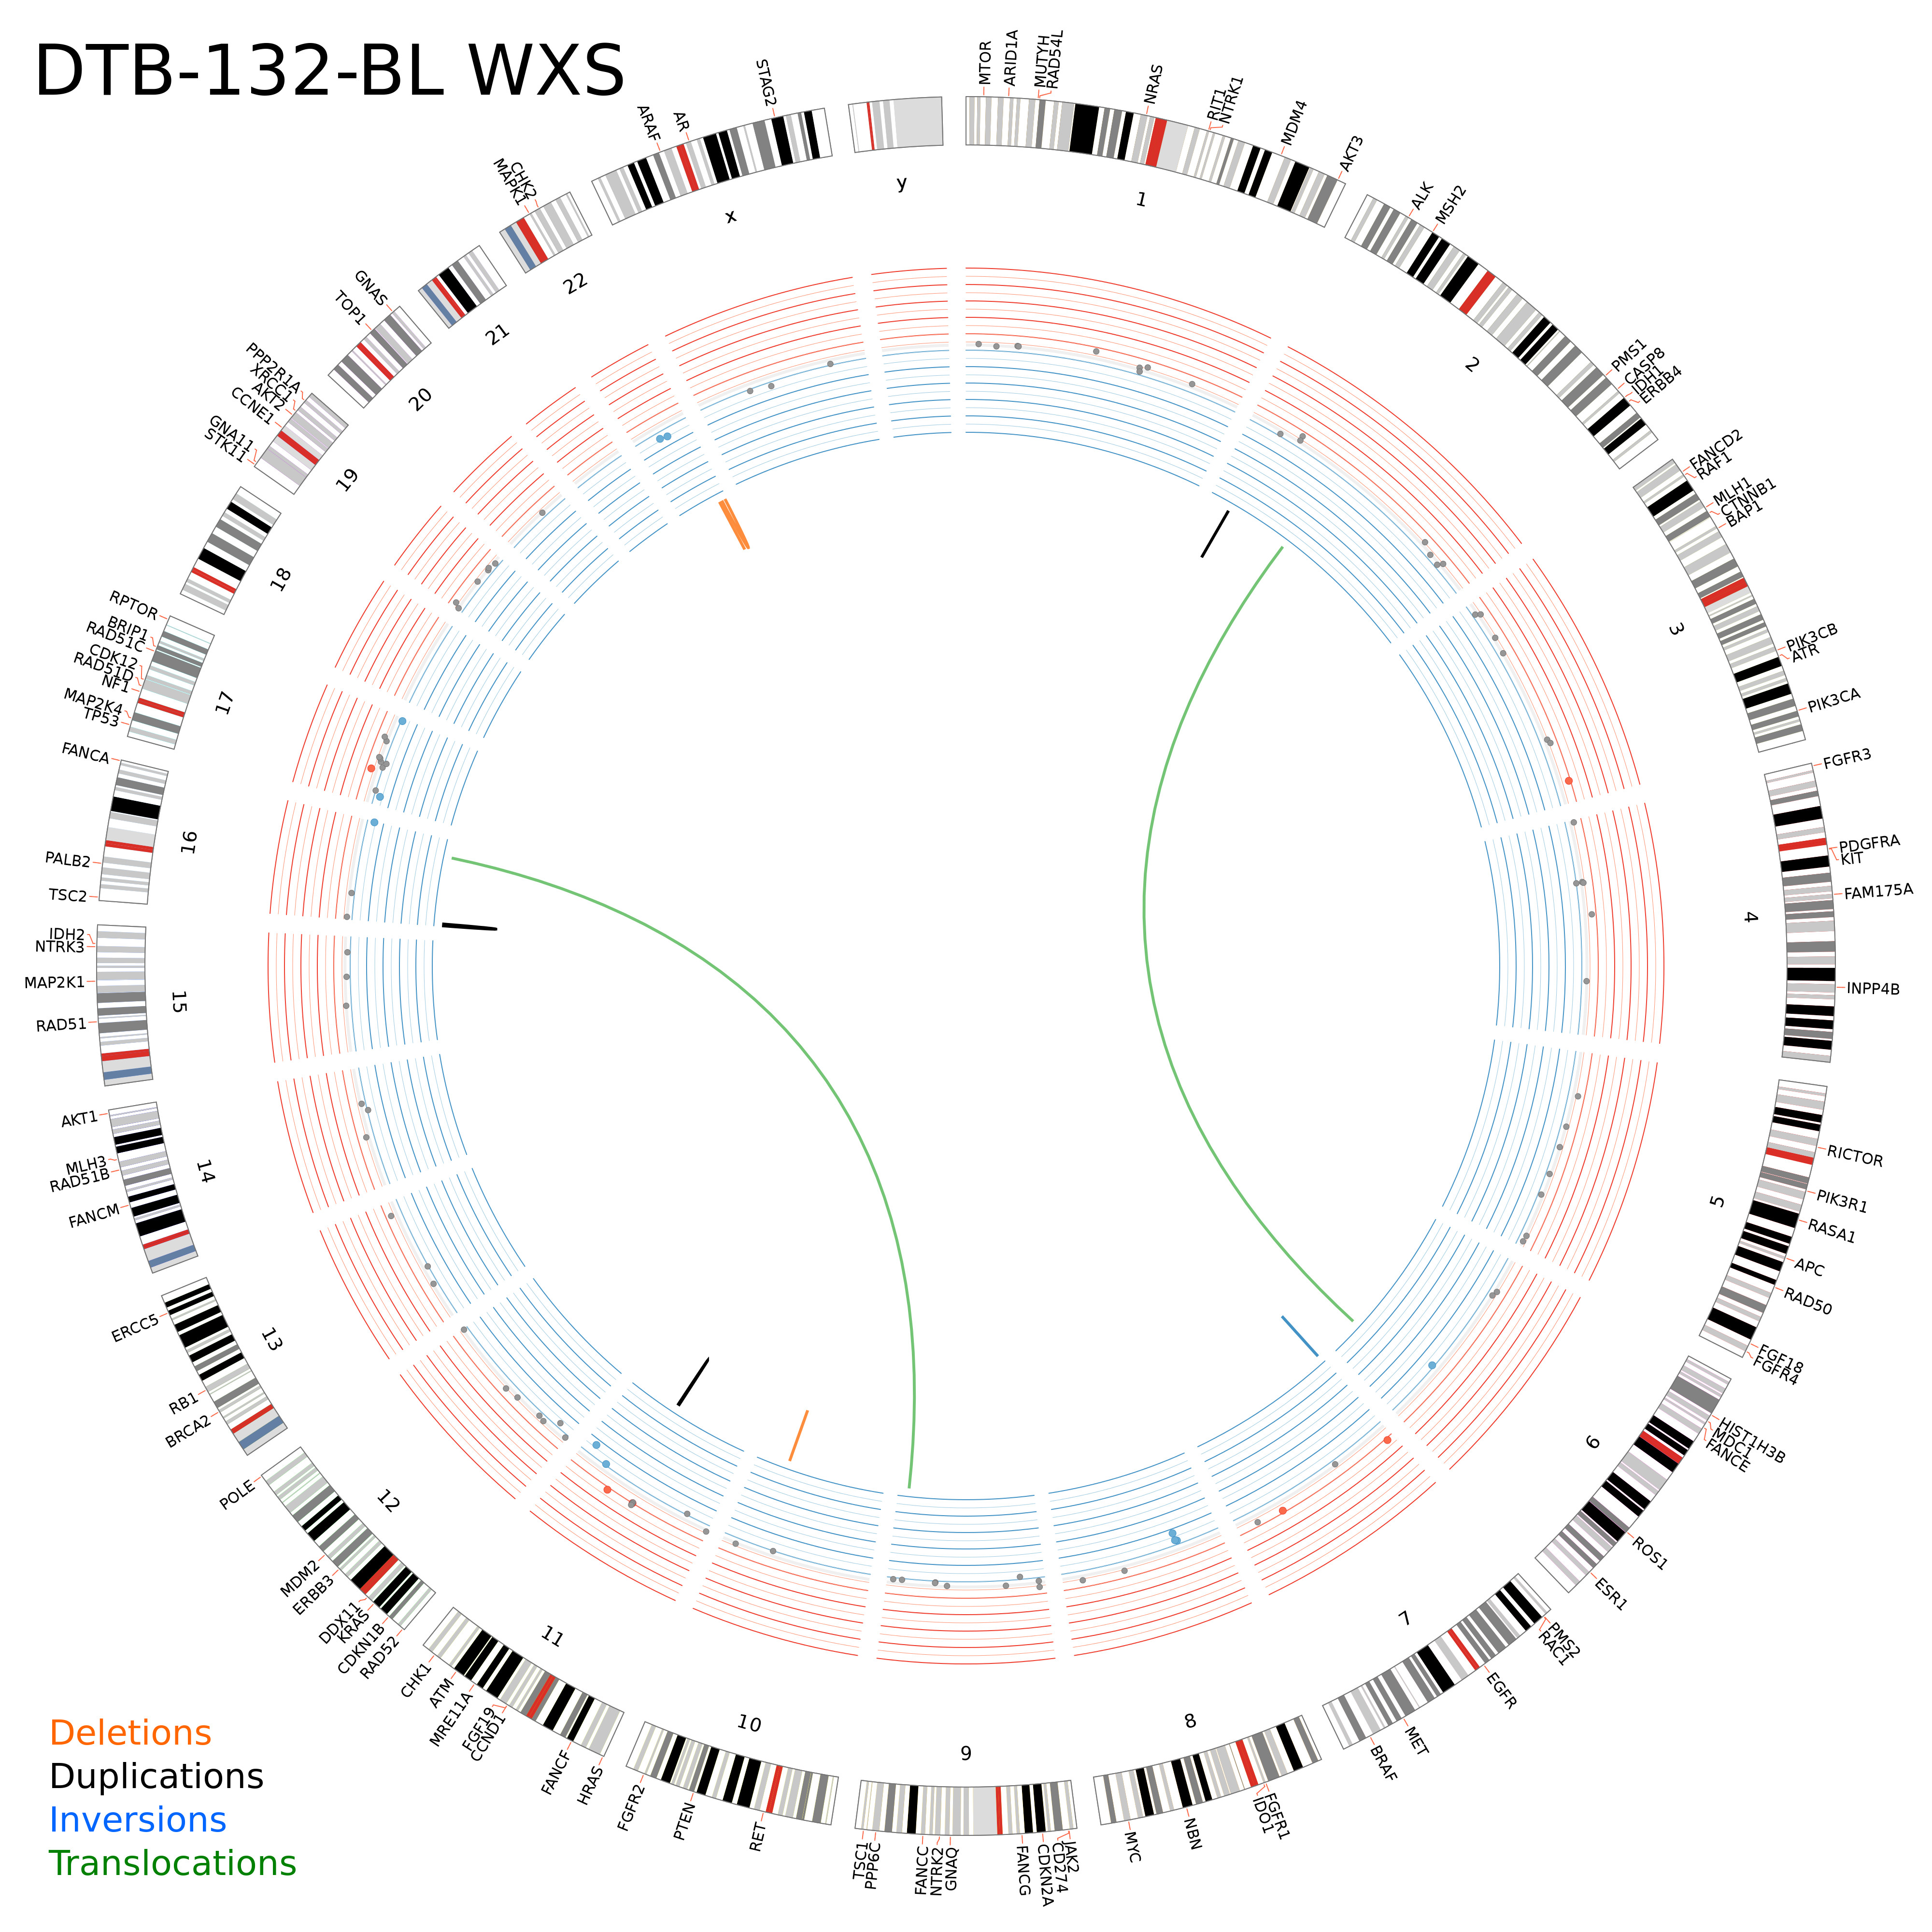 DTB-132-BL WXS
MTOR
ARID1A
MUTYH
RAD54L
NRAS
RIT1
NTRK1
MDM4
AKT3
1
ALK
MSH2
PMS1
CASP8
IDH1
ERBB4
2
FANCD2
RAF1
MLH1
CTNNB1
BAP1
PIK3CB
ATR
PIK3CA
3
FGFR3
PDGFRA
KIT
FAM175A
INPP4B
4
RICTOR
PIK3R1
RASA1
APC
RAD50
FGF18
FGFR4
5
HIST1H3B
MDC1
FANCE
ROS1
ESR1
6
PMS2
RAC1
EGFR
MET
BRAF
7
FGFR1
IDO1
NBN
MYC
8
JAK2
CD274
CDKN2A
FANCG
GNAQ
NTRK2
FANCC
PPP6C
TSC1
9
RET
PTEN
FGFR2
10
HRAS
FANCF
CCND1
FGF19
MRE11A
ATM
CHK1
11
RAD52
CDKN1B
KRAS
DDX11
ERBB3
MDM2
POLE
12
BRCA2
RB1
ERCC5
13
FANCM
RAD51B
MLH3
AKT1
14
RAD51
MAP2K1
NTRK3
IDH2
15
TSC2
PALB2
FANCA
16
TP53
MAP2K4
NF1
RAD51D
CDK12
RAD51C
BRIP1
RPTOR
17
18
STK11
GNA11
CCNE1
AKT2
XRCC1
PPP2R1A
19
TOP1
GNAS
20
21
MAPK1
CHK2
22
ARAF
AR
STAG2
x
y
Deletions
Duplications
Inversions
Translocations